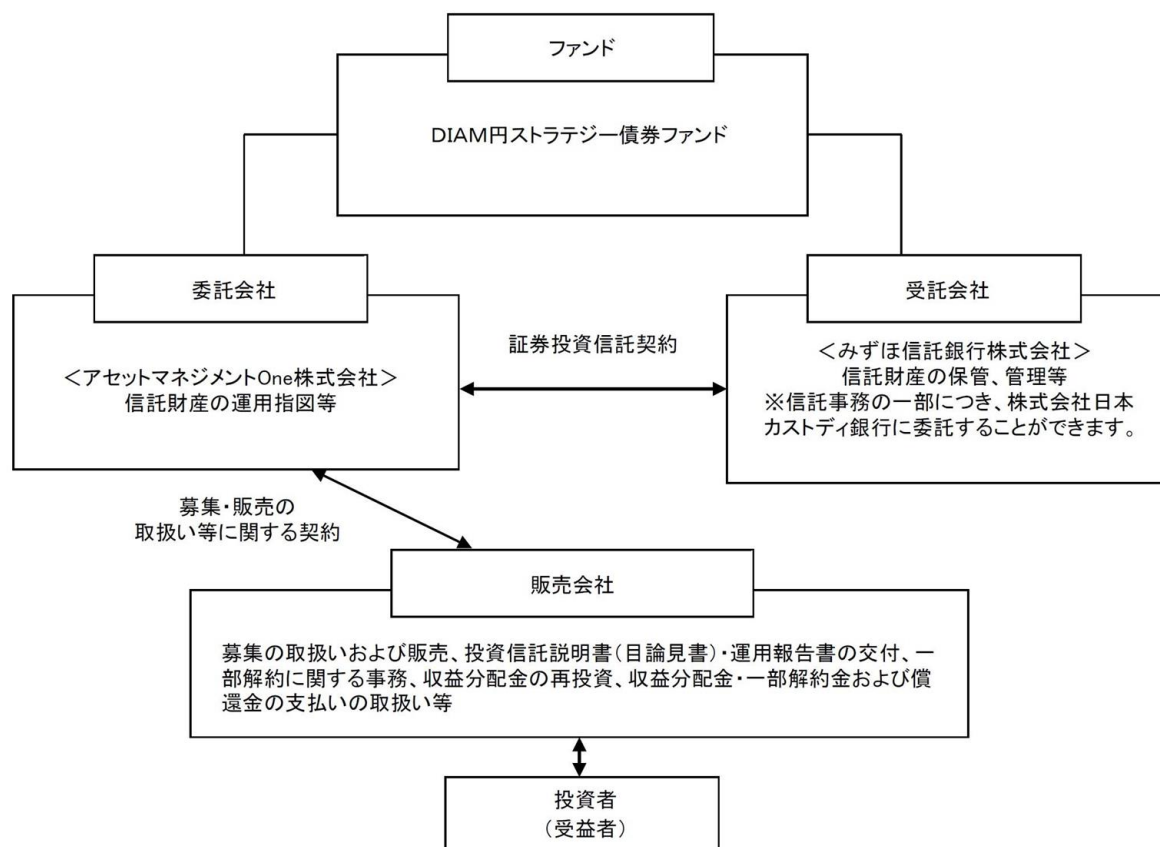 ファンド
DIAM円ストラテジー債券ファンド
委託会社
＜アセットマネジメントOne株式会社＞
信託財産の運用指図等
証券投資信託契約
受託会社
＜みずほ信託銀行株式会社＞
信託財産の保管、管理等
※信託事務の一部につき、株式会社日本
カストディ銀行に委託することができます。
募集・販売の
取扱い等に関する契約
販売会社
募集の取扱いおよび販売、投資信託説明書（目論見書）・運用報告書の交付、一
部解約に関する事務、収益分配金の再投資、収益分配金・一部解約金および償
還金の支払いの取扱い等
投資者
（受益者）